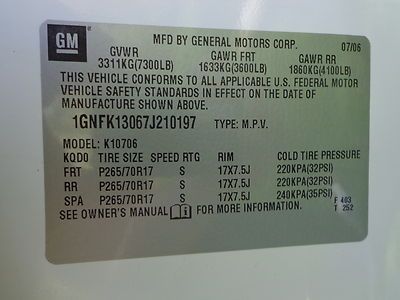 GM
MFD BY GENERAL MOTORS CORP. 07/06
GVWR GAWR FRT GAWR RR
3311KG(7300LB) 1633KG(3600LB) 1860KG(4100LB)
THIS VEHICLE CONFORMS TO ALL APPLICABLE U.S. FEDERAL MOTOR
VEHICLE SAFETY STANDARDS IN EFFECT ON THE DATE OF
MANUFACTURE SHOWN ABOVE.
1GNFK13067J210197 TYPE: M.P.V.
MODEL: K10706
KQD0 TIRE SIZE SPEED RTG RIM COLD TIRE PRESSURE
FRT P265/70R17 S 17X7.5J 220KPA(32PSI)
RR P265/70R17 S 17X7.5J 220KPA(32PSI)
SPA P265/70R17 S 17X7.5J 240KPA(35PSI)
SEE OWNER'S MANUAL FOR MORE INFORMATION. F 403
T 252